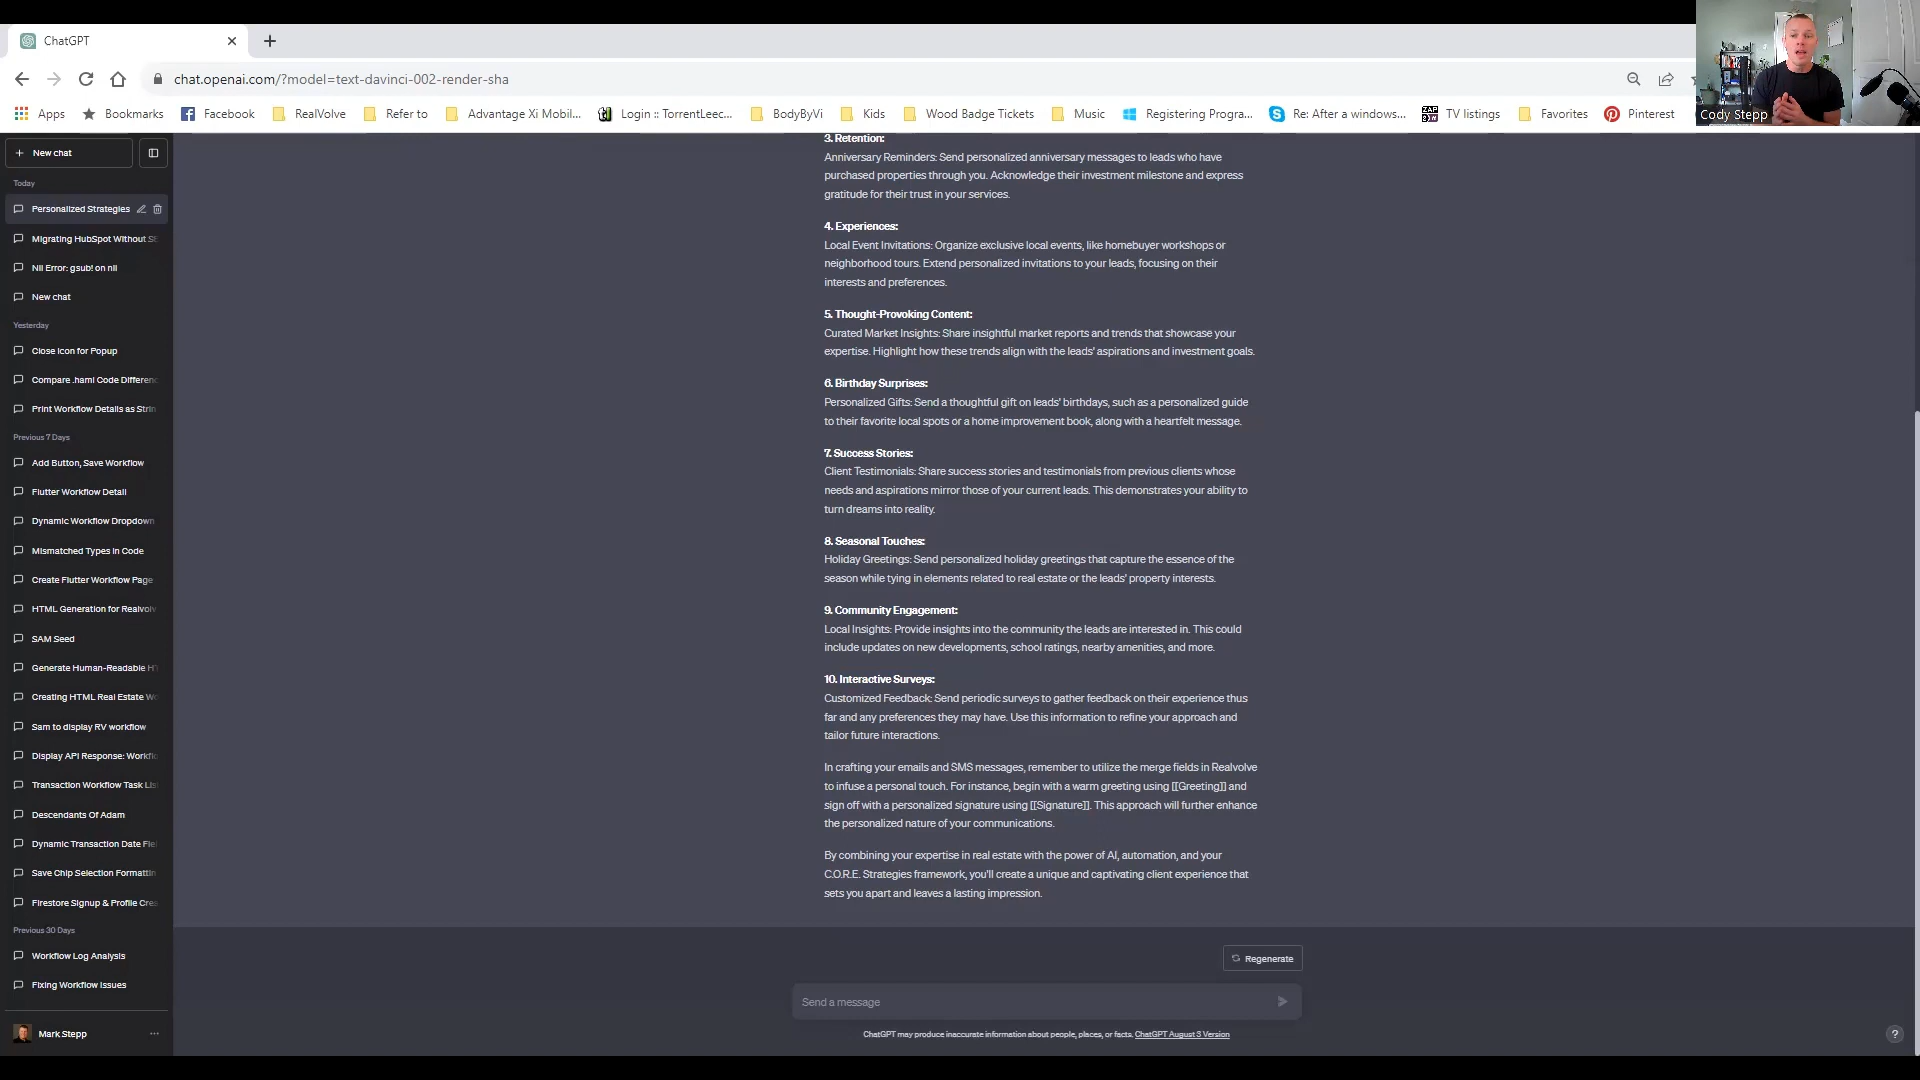 ChatGPT
chat.openai.com/?model=text-davinci-002-render-sha
Apps
Bookmarks
Facebook
RealVolve
Refer to
Advantage Xi Mobil...
Login :: TorrentLeec...
BodyByVi
Kids
Wood Badge Tickets
Music
Registering Progra...
Re: After a windows...
TV listings
Favorites
Pinterest
Cody Stepp
New chat
Today
Personalized Strategies
Migrating HubSpot Without SE
Nil Error: gsub! on nil
New chat
Yesterday
Close Icon for Popup
Compare .haml Code Differenc
Print Workflow Details as Strin
Previous 7 Days
Add Button, Save Workflow
Flutter Workflow Detail
Dynamic Workflow Dropdown
Mismatched Types in Code
Create Flutter Workflow Page
HTML Generation for Realvolv
SAM Seed
Generate Human-Readable HT
Creating HTML Real Estate Wo
Sam to display RV workflow
Display API Response: Workflo
Transaction Workflow Task List
Descendants Of Adam
Dynamic Transaction Date Fiel
Save Chip Selection Formattin
Firestore Signup & Profile Crea
Previous 30 Days
Workflow Log Analysis
Fixing Workflow Issues
Mark Stepp
3. Retention:
Anniversary Reminders: Send personalized anniversary messages to leads who have
purchased properties through you. Acknowledge their investment milestone and express
gratitude for their trust in your services.
4. Experiences:
Local Event Invitations: Organize exclusive local events, like homebuyer workshops or
neighborhood tours. Extend personalized invitations to your leads, focusing on their
interests and preferences.
5. Thought-Provoking Content:
Curated Market Insights: Share insightful market reports and trends that showcase your
expertise. Highlight how these trends align with the leads' aspirations and investment goals.
6. Birthday Surprises:
Personalized Gifts: Send a thoughtful gift on leads' birthdays, such as a personalized guide
to their favorite local spots or a home improvement book, along with a heartfelt message.
7. Success Stories:
Client Testimonials: Share success stories and testimonials from previous clients whose
needs and aspirations mirror those of your current leads. This demonstrates your ability to
turn dreams into reality.
8. Seasonal Touches:
Holiday Greetings: Send personalized holiday greetings that capture the essence of the
season while tying in elements related to real estate or the leads' property interests.
9. Community Engagement:
Local Insights: Provide insights into the community the leads are interested in. This could
include updates on new developments, school ratings, nearby amenities, and more.
10. Interactive Surveys:
Customized Feedback: Send periodic surveys to gather feedback on their experience thus
far and any preferences they may have. Use this information to refine your approach and
tailor future interactions.
In crafting your emails and SMS messages, remember to utilize the merge fields in Realvolve
to infuse a personal touch. For instance, begin with a warm greeting using [[Greeting]] and
sign off with a personalized signature using [[Signature]]. This approach will further enhance
the personalized nature of your communications.
By combining your expertise in real estate with the power of AI, automation, and your
C.O.R.E. Strategies framework, you'll create a unique and captivating client experience that
sets you apart and leaves a lasting impression.
Regenerate
Send a message
ChatGPT may produce inaccurate information about people, places, or facts. ChatGPT August 3 Version
?